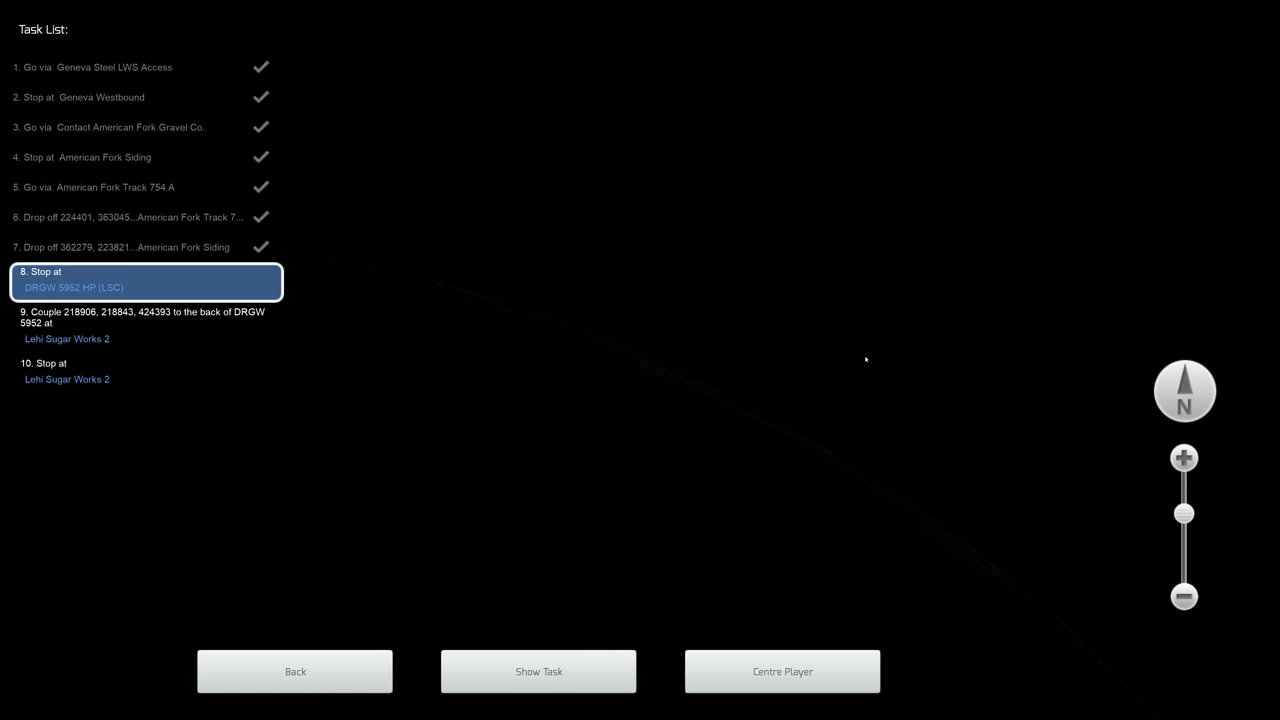 Task List:
1. Go via  Geneva Steel LWS Access
2. Stop at  Geneva Westbound
3. Go via  Contact American Fork Gravel Co.
4. Stop at  American Fork Siding
5. Go via  American Fork Track 754 A
6. Drop off 224401, 363045...American Fork Track 7...
7. Drop off 362279, 223821...American Fork Siding
8. Stop at
DRGW 5952 HP (LSC)
9. Couple 218906, 218843, 424393 to the back of DRGW
5952 at
Lehi Sugar Works 2
10. Stop at
Lehi Sugar Works 2
N
Back
Show Task
Centre Player